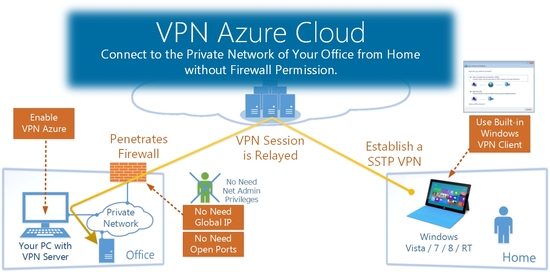 VPN Azure Cloud
Connect to the Private Network of Your Office from Home
without Firewall Permission.
Enable
VPN Azure
Penetrates
Firewall
VPN Session
is Relayed
Establish a
SSTP VPN
Use Built-in
Windows
VPN Client
No Need
Net Admin
Privileges
No Need
Global IP
No Need
Open Ports
Private
Network
Your PC with
VPN Server
Office
Windows
Vista / 7 / 8 / RT
Home